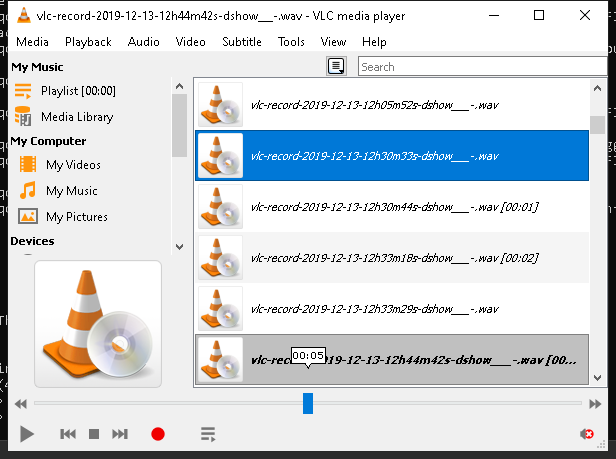 vlc-record-2019-12-13-12h44m42s-dshow___-.wav - VLC media player
Media Playback Audio Video Subtitle Tools View Help
My Music
Playlist [00:00]
Media Library
My Computer
My Videos
My Music
My Pictures
Devices
Search
vlc-record-2019-12-13-12h05m52s-dshow___-.wav
vlc-record-2019-12-13-12h30m33s-dshow___-.wav
vlc-record-2019-12-13-12h30m44s-dshow___-.wav [00:01]
vlc-record-2019-12-13-12h33m18s-dshow___-.wav [00:02]
vlc-record-2019-12-13-12h33m29s-dshow___-.wav
vlc-record-2019-12-13-12h44m42s-dshow___-.wav [00...
00:05